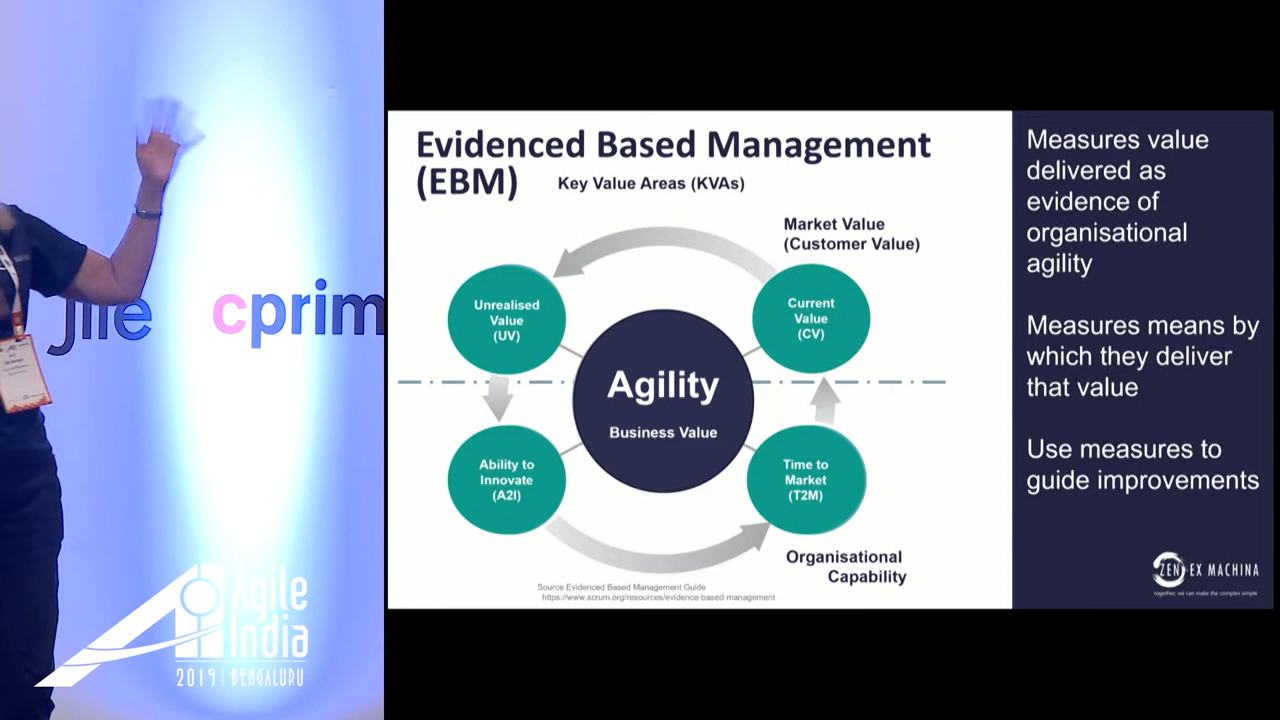 Evidenced Based Management
(EBM)
Key Value Areas (KVAs)
Market Value
(Customer Value)
Unrealised
Value
(UV)
Current
Value
(CV)
Agility
Business Value
Ability to
Innovate
(A2I)
Time to
Market
(T2M)
Organisational
Capability
Source Evidenced Based Management Guide
https://www.scrum.org/resources/evidence-based-management
Measures value
delivered as
evidence of
organisational
agility
Measures means by
which they deliver
that value
Use measures to
guide improvements
ZEN EX MACHINA
together, we can make the complex simple
Jile
cprim
Agile
India
2019 | BENGALURU